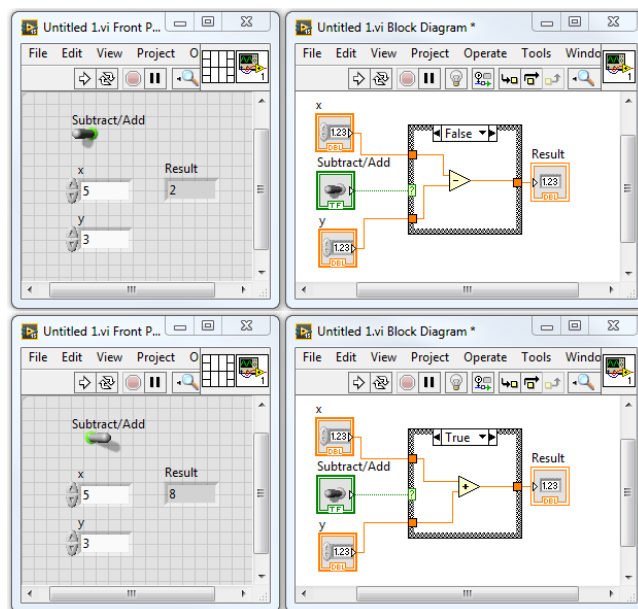 Untitled 1.vi Front P...
File Edit View Project O
1
Subtract/Add
x
5
Result
2
y
3
Untitled 1.vi Block Diagram *
File Edit View Project Operate Tools Windo
1
x
1.23
DBL
False
Subtract/Add
TF
?
-
Result
1.23
DBL
y
1.23
DBL
Untitled 1.vi Front P...
File Edit View Project O
1
Subtract/Add
x
5
Result
8
y
3
Untitled 1.vi Block Diagram *
File Edit View Project Operate Tools Windo
1
x
1.23
DBL
True
Subtract/Add
TF
?
+
Result
1.23
DBL
y
1.23
DBL